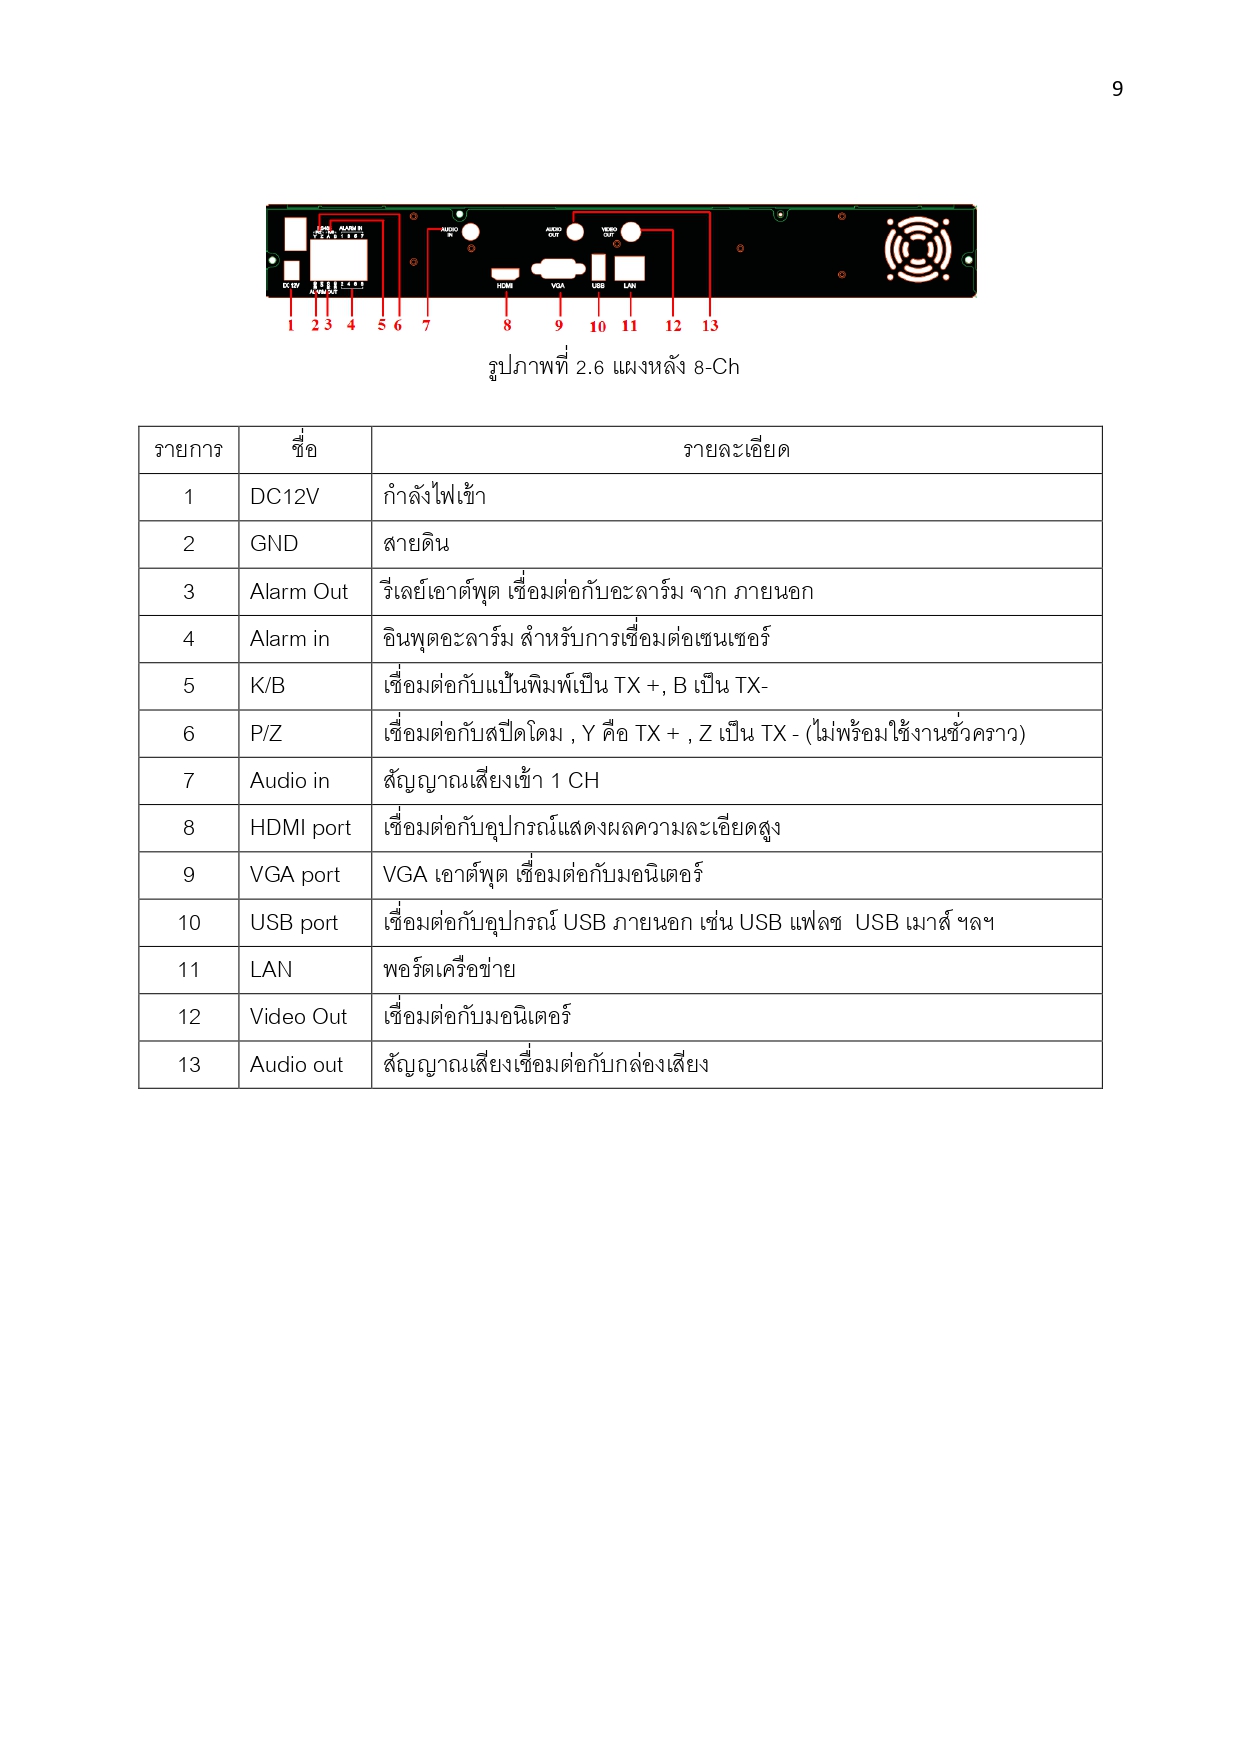 9
AUDIO IN
AUDIO OUT
VIDEO OUT
ALARM IN
DC12V
ALARM OUT
HDMI
VGA
USB
LAN
1 2 3 4 5 6 7 8 9 10 11 12 13
รูปภาพที่ 2.6 แผงหลัง 8-Ch
รายการ ชื่อ รายละเอียด
1 DC12V กำลังไฟเข้า
2 GND สายดิน
3 Alarm Out รีเลย์เอาต์พุต เชื่อมต่อกับอะลาร์ม จาก ภายนอก
4 Alarm in อินพุตอะลาร์ม สำหรับการเชื่อมต่อเซนเซอร์
5 K/B เชื่อมต่อกับแป้นพิมพ์เป็น TX +, B เป็น TX-
6 P/Z เชื่อมต่อกับสปีดโดม , Y คือ TX + , Z เป็น TX - (ไม่พร้อมใช้งานชั่วคราว)
7 Audio in สัญญาณเสียงเข้า 1 CH
8 HDMI port เชื่อมต่อกับอุปกรณ์แสดงผลความละเอียดสูง
9 VGA port VGA เอาต์พุต เชื่อมต่อกับมอนิเตอร์
10 USB port เชื่อมต่อกับอุปกรณ์ USB ภายนอก เช่น USB แฟลช USB เมาส์ ฯลฯ
11 LAN พอร์ตเครือข่าย
12 Video Out เชื่อมต่อกับมอนิเตอร์
13 Audio out สัญญาณเสียงเชื่อมต่อกับกล่องเสียง